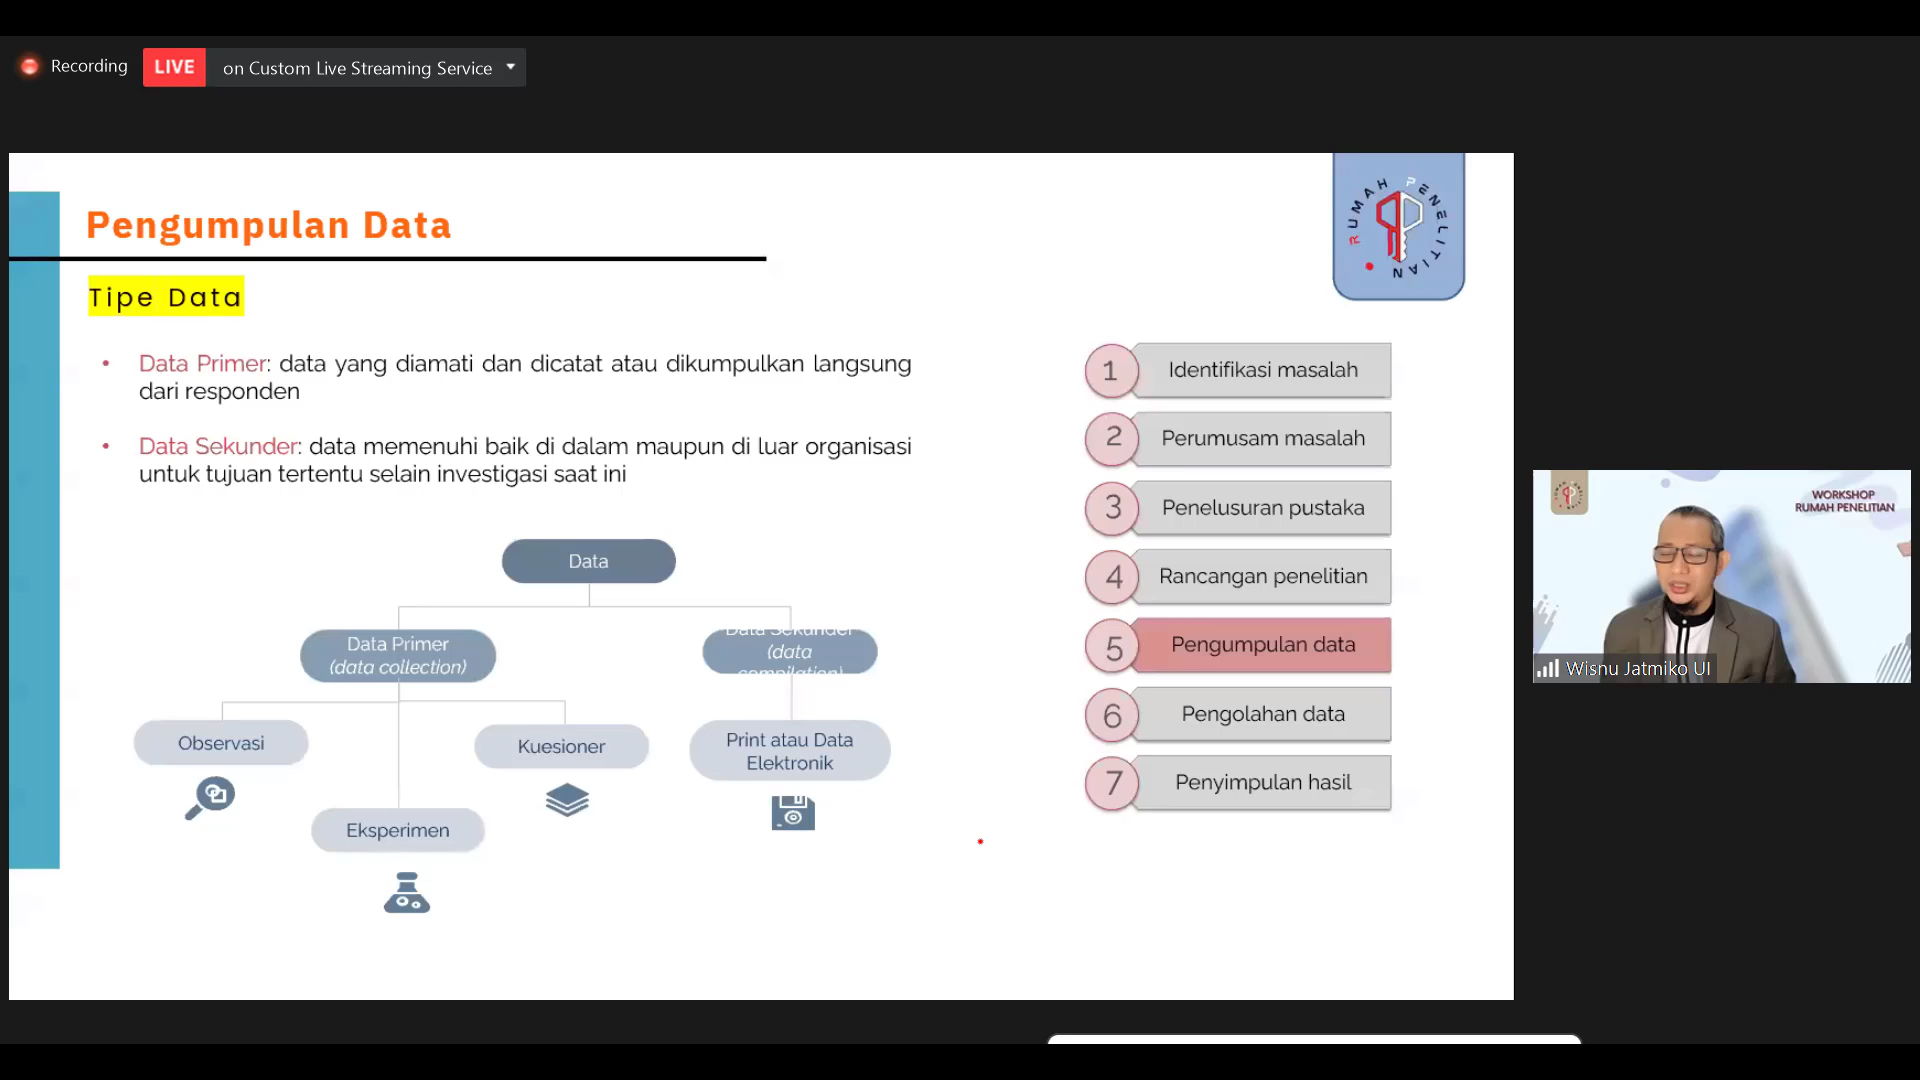 Recording
LIVE
on Custom Live Streaming Service
Pengumpulan Data
RUMAH PENELITIAN
Tipe Data
• Data Primer: data yang diamati dan dicatat atau dikumpulkan langsung
dari responden
• Data Sekunder: data memenuhi baik di dalam maupun di luar organisasi
untuk tujuan tertentu selain investigasi saat ini
Data
Data Primer
(data collection)
Data Sekunder
(data
compilation)
Observasi
Kuesioner
Print atau Data
Elektronik
Eksperimen
1 Identifikasi masalah
2 Perumusam masalah
3 Penelusuran pustaka
4 Rancangan penelitian
5 Pengumpulan data
6 Pengolahan data
7 Penyimpulan hasil
WORKSHOP
RUMAH PENELITIAN
Wisnu Jatmiko UI